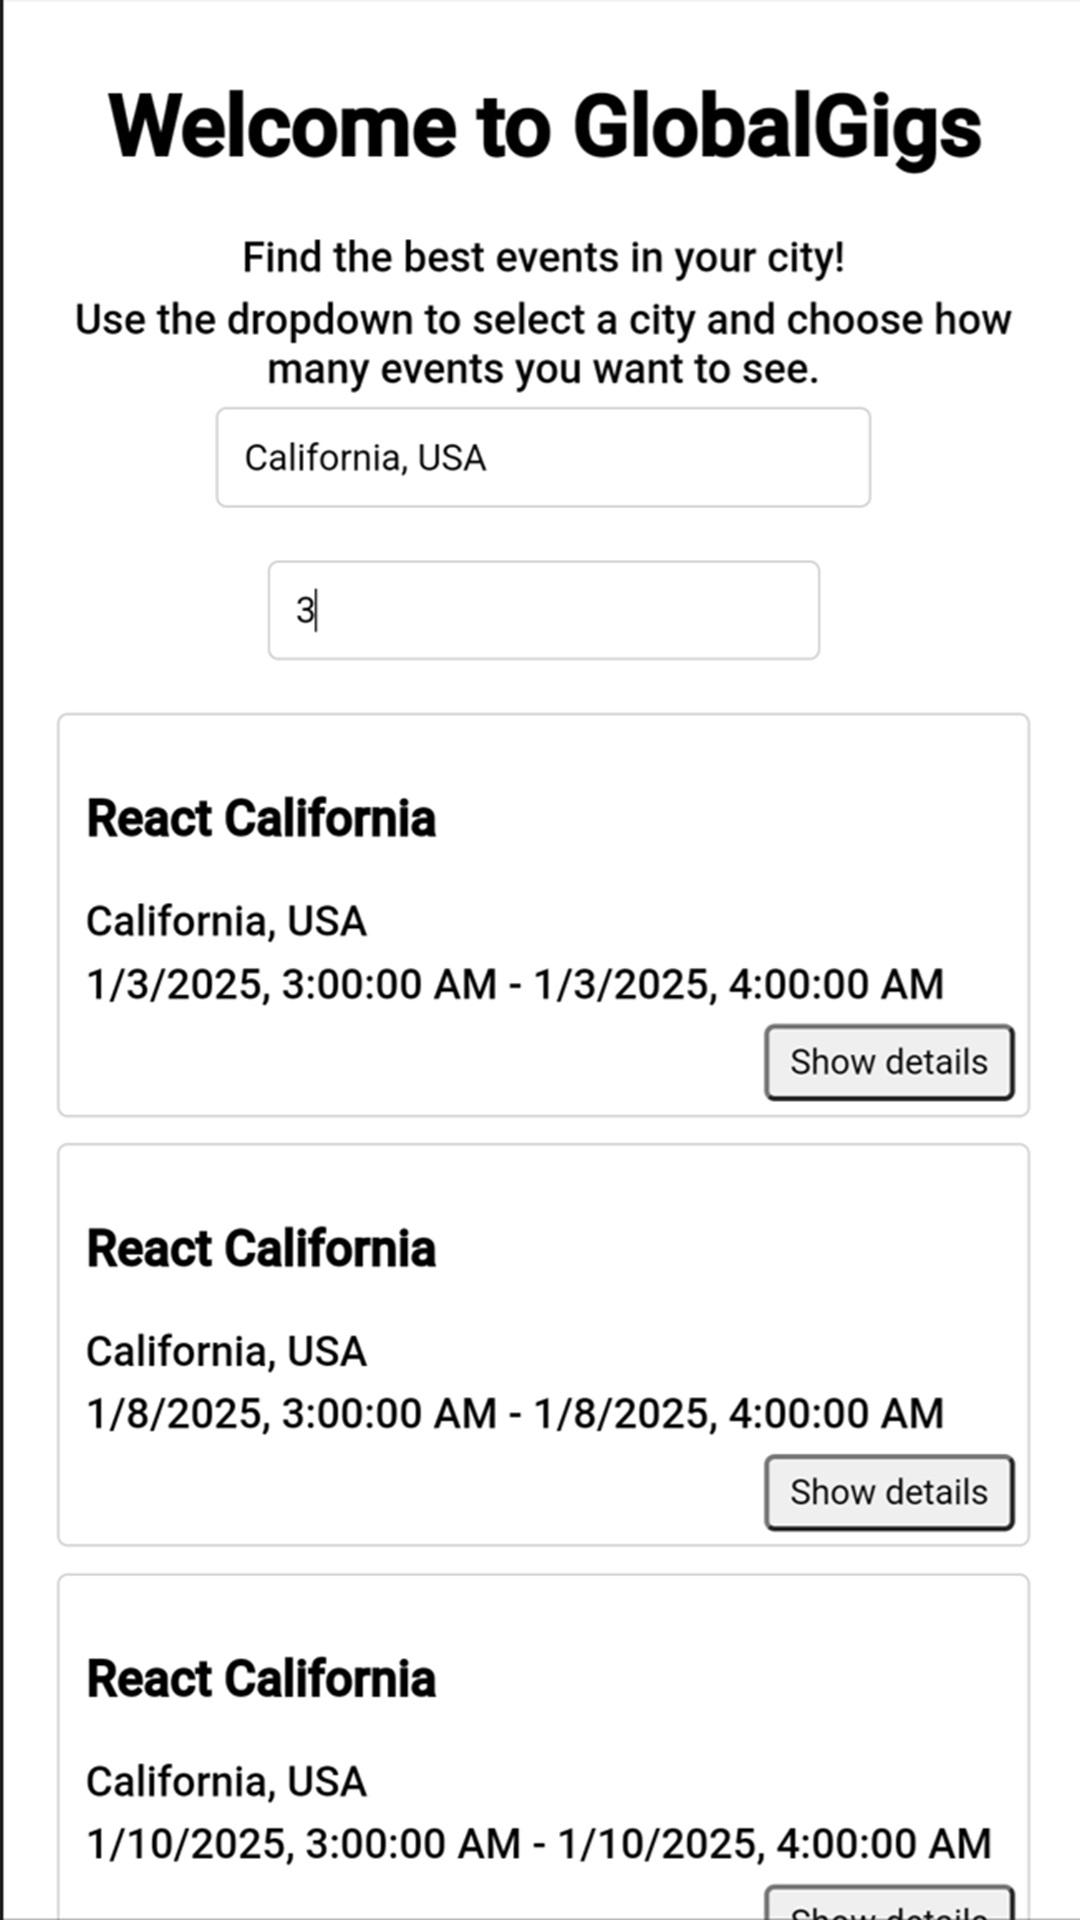 Welcome to GlobalGigs
Find the best events in your city!
Use the dropdown to select a city and choose how
many events you want to see.
California, USA
3
React California
California, USA
1/3/2025, 3:00:00 AM - 1/3/2025, 4:00:00 AM
Show details
React California
California, USA
1/8/2025, 3:00:00 AM - 1/8/2025, 4:00:00 AM
Show details
React California
California, USA
1/10/2025, 3:00:00 AM - 1/10/2025, 4:00:00 AM
Show details